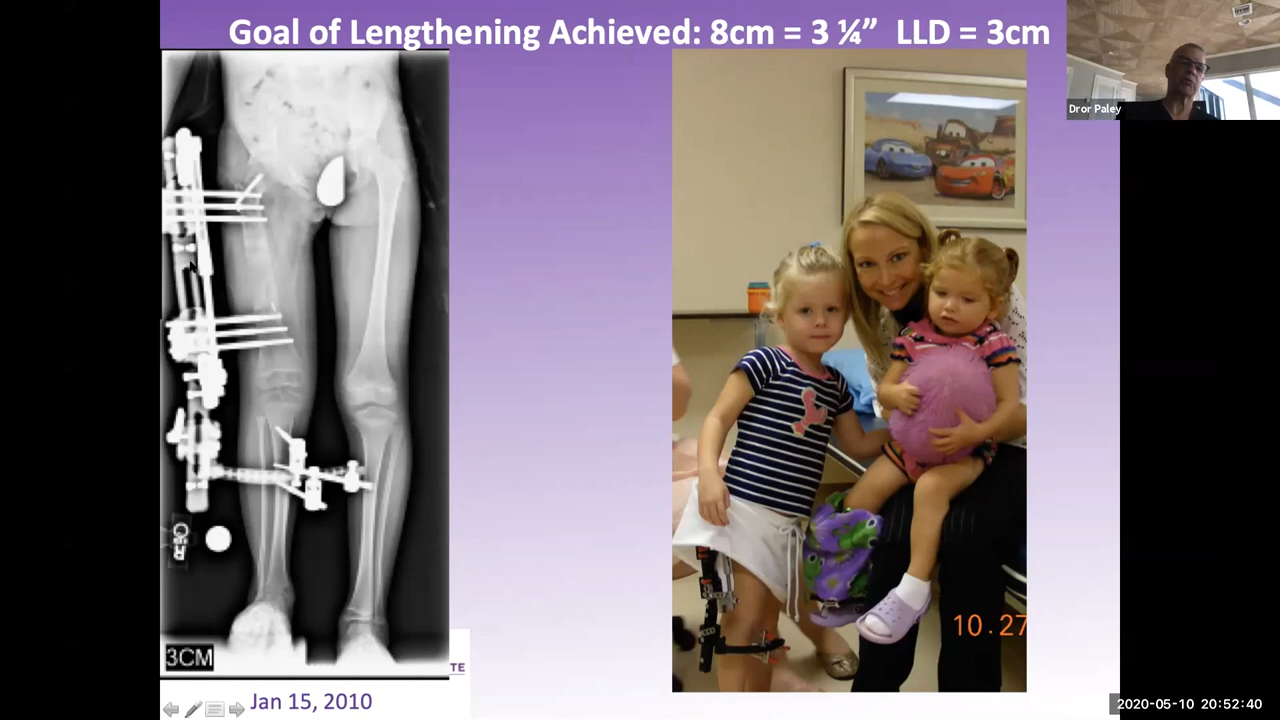 Goal of Lengthening Achieved: 8cm = 3 ¼” LLD = 3cm
Dror Paley
10.27
3CM
TE
Jan 15, 2010
2020-05-10 20:52:40